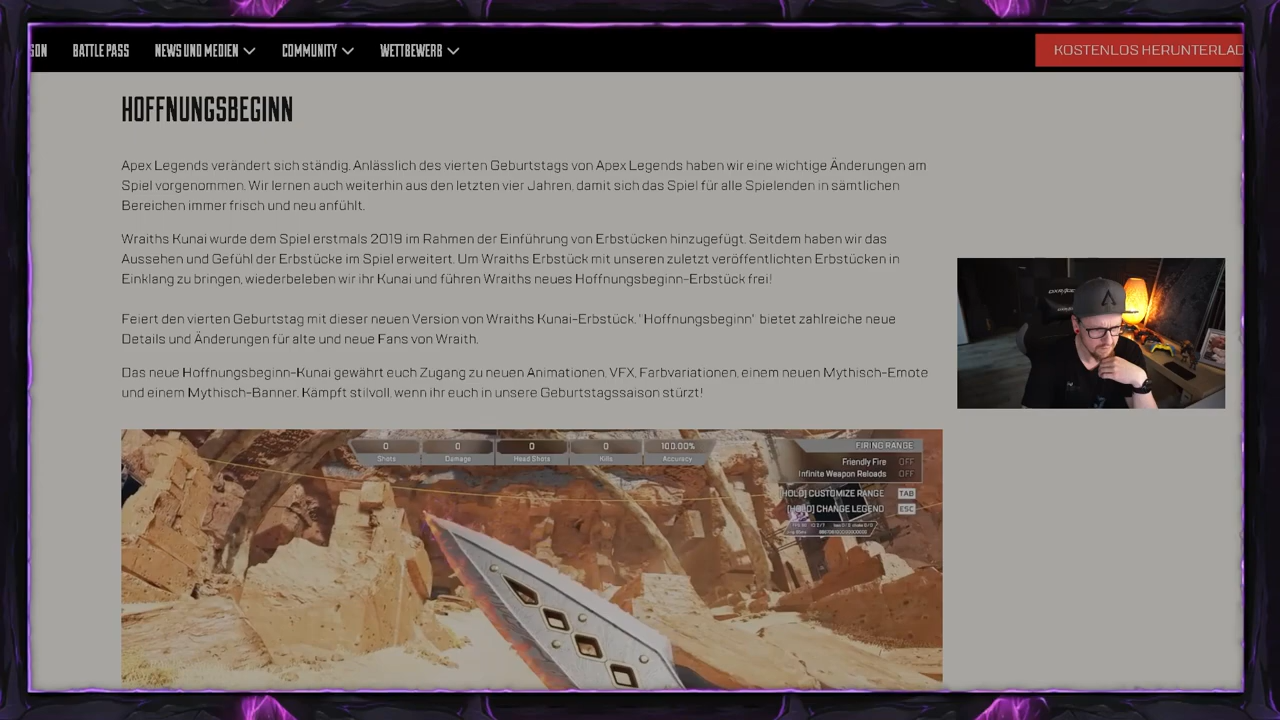 SON BATTLE PASS NEWS UND MEDIEN COMMUNITY WETTBEWERB KOSTENLOS HERUNTERLAD
HOFFNUNGSBEGINN
Apex Legends verändert sich ständig. Anlässlich des vierten Geburtstags von Apex Legends haben wir eine wichtige Änderungen am
Spiel vorgenommen. Wir lernen auch weiterhin aus den letzten vier Jahren, damit sich das Spiel für alle Spielenden in sämtlichen
Bereichen immer frisch und neu anfühlt.
Wraiths Kunai wurde dem Spiel erstmals 2019 im Rahmen der Einführung von Erbstücken hinzugefügt. Seitdem haben wir das
Aussehen und Gefühl der Erbstücke im Spiel erweitert. Um Wraiths Erbstück mit unseren zuletzt veröffentlichten Erbstücken in
Einklang zu bringen, wiederbeleben wir ihr Kunai und führen Wraiths neues Hoffnungsbeginn-Erbstück frei!
Feiert den vierten Geburtstag mit dieser neuen Version von Wraiths Kunai-Erbstück. "Hoffnungsbeginn" bietet zahlreiche neue
Details und Änderungen für alte und neue Fans von Wraith.
Das neue Hoffnungsbeginn-Kunai gewährt euch Zugang zu neuen Animationen, VFX, Farbvariationen, einem neuen Mythisch-Emote
und einem Mythisch-Banner. Kämpft stilvoll, wenn ihr euch in unsere Geburtstagssaison stürzt!
0 0 0 0 100.00%
Shots Damage Head Shots Kills Accuracy
FIRING RANGE
Friendly Fire OFF
Infinite Weapon Reloads OFF
[HOLD] CUSTOMIZE RANGE TAB
[HOLD] CHANGE LEGEND ESC